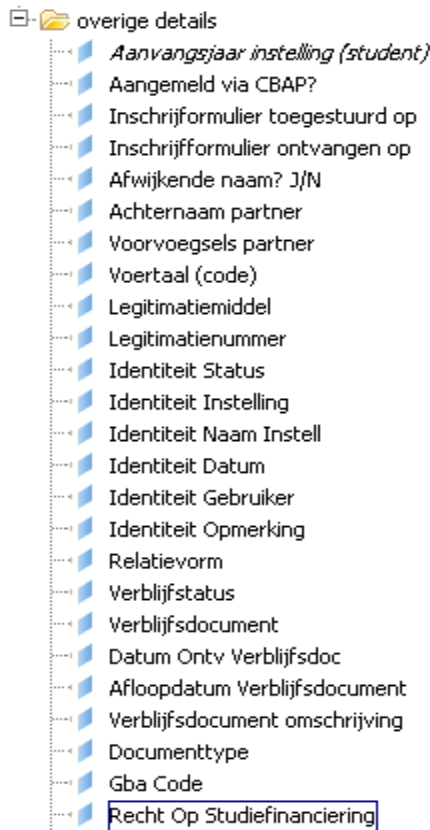 overige details
Aanvangsjaar instelling (student)
Aangemeld via CBAP?
Inschrijformulier toegestuurd op
Inschrijfformulier ontvangen op
Afwijkende naam? J/N
Achternaam partner
Voorvoegsels partner
Voertaal (code)
Legitimatiemiddel
Legitimatienummer
Identiteit Status
Identiteit Instelling
Identiteit Naam Instell
Identiteit Datum
Identiteit Gebruiker
Identiteit Opmerking
Relatievorm
Verblijfstatus
Verblijfsdocument
Datum Ontv Verblijfsdoc
Afloopdatum Verblijfsdocument
Verblijfsdocument omschrijving
Documenttype
Gba Code
Recht Op Studiefinanciering